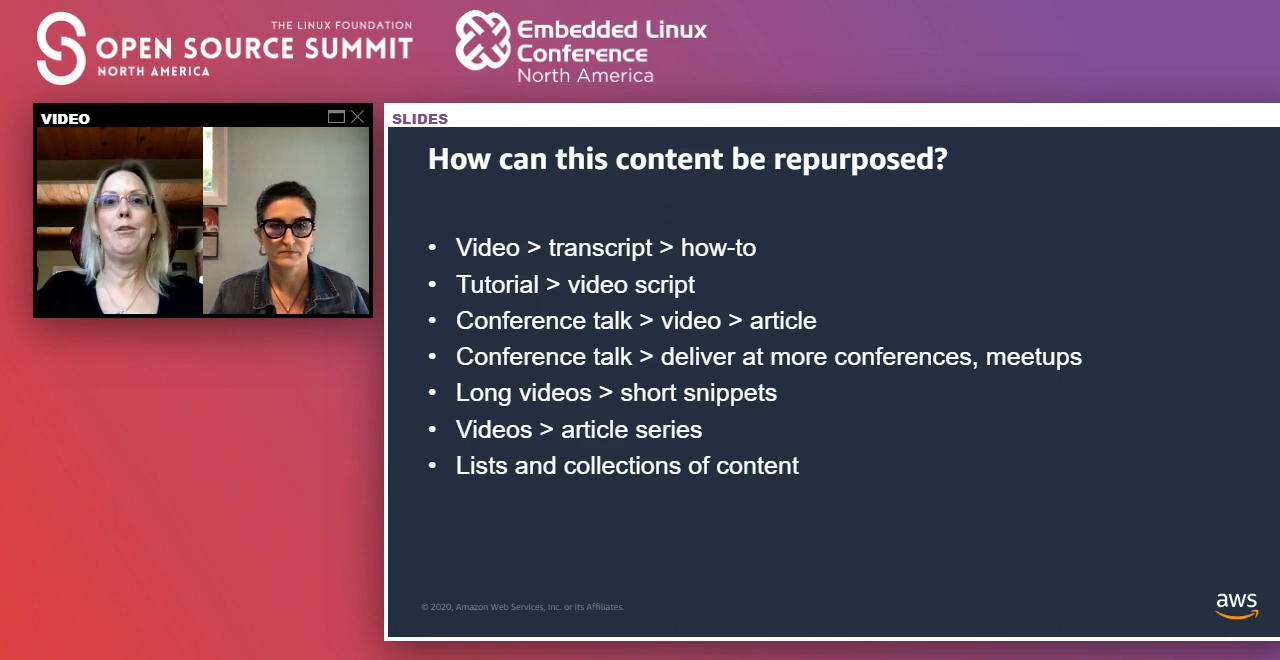 THE LINUX FOUNDATION
OPEN SOURCE SUMMIT
NORTH AMERICA
Embedded Linux
Conference
North America
VIDEO
SLIDES
How can this content be repurposed?
• Video > transcript > how-to
• Tutorial > video script
• Conference talk > video > article
• Conference talk > deliver at more conferences, meetups
• Long videos > short snippets
• Videos > article series
• Lists and collections of content
© 2020, Amazon Web Services, Inc. or its Affiliates.
aws